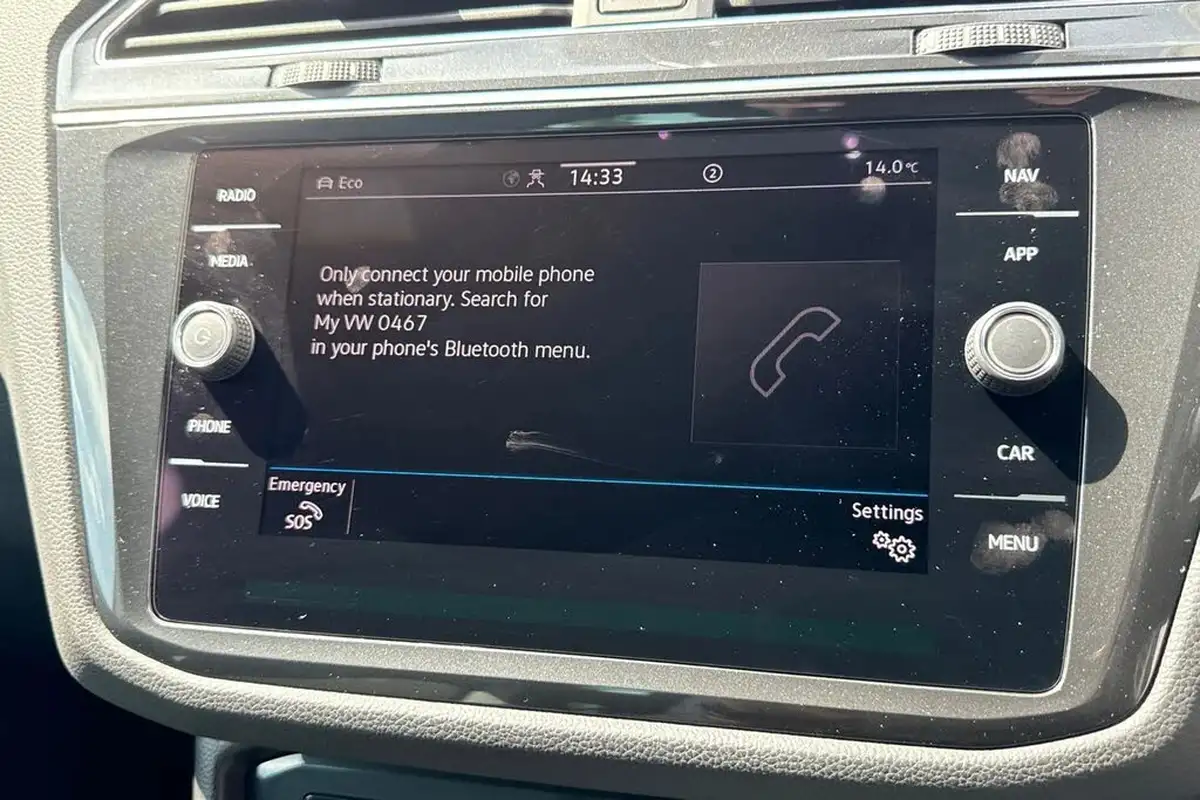 RADIO
MEDIA
PHONE
VOICE
Eco
14:33
2
14.0°C
Only connect your mobile phone
when stationary. Search for
My VW 0467
in your phone's Bluetooth menu.
Emergency
SOS
Settings
NAV
APP
CAR
MENU